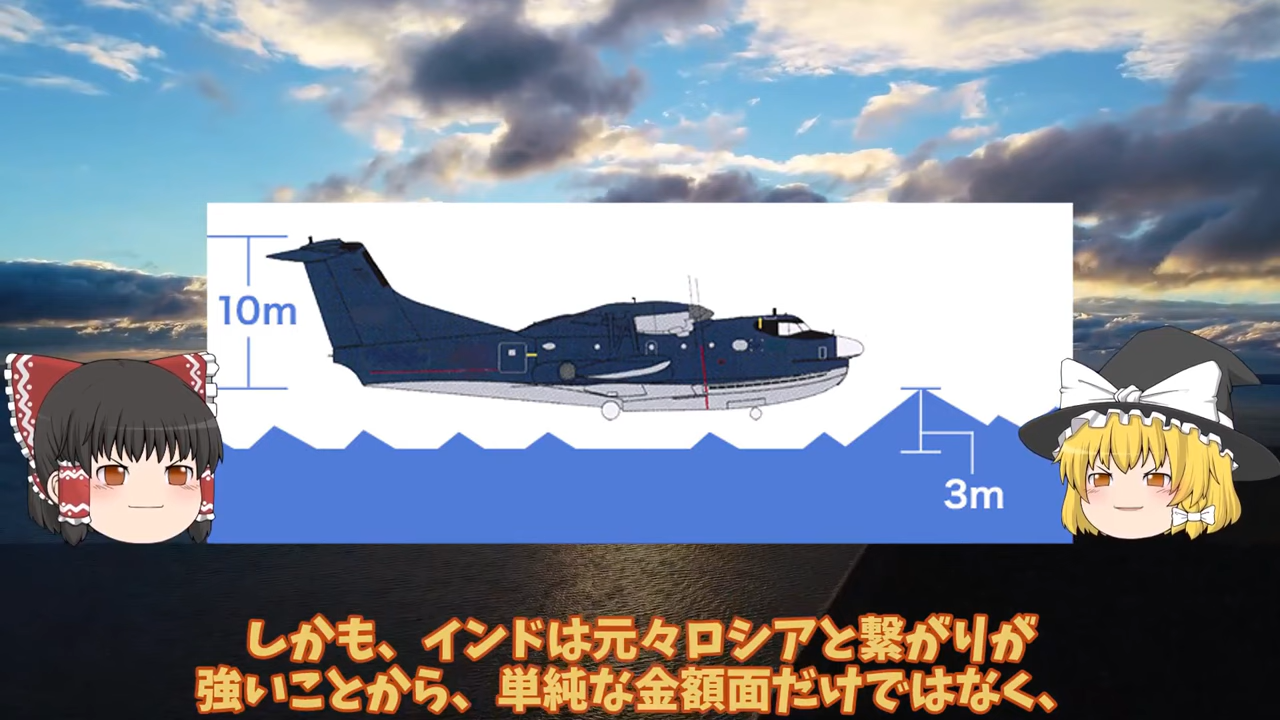 10m
3m
しかも、インドは元々ロシアと繋がりが
強いことから、単純な金額面だけではなく、